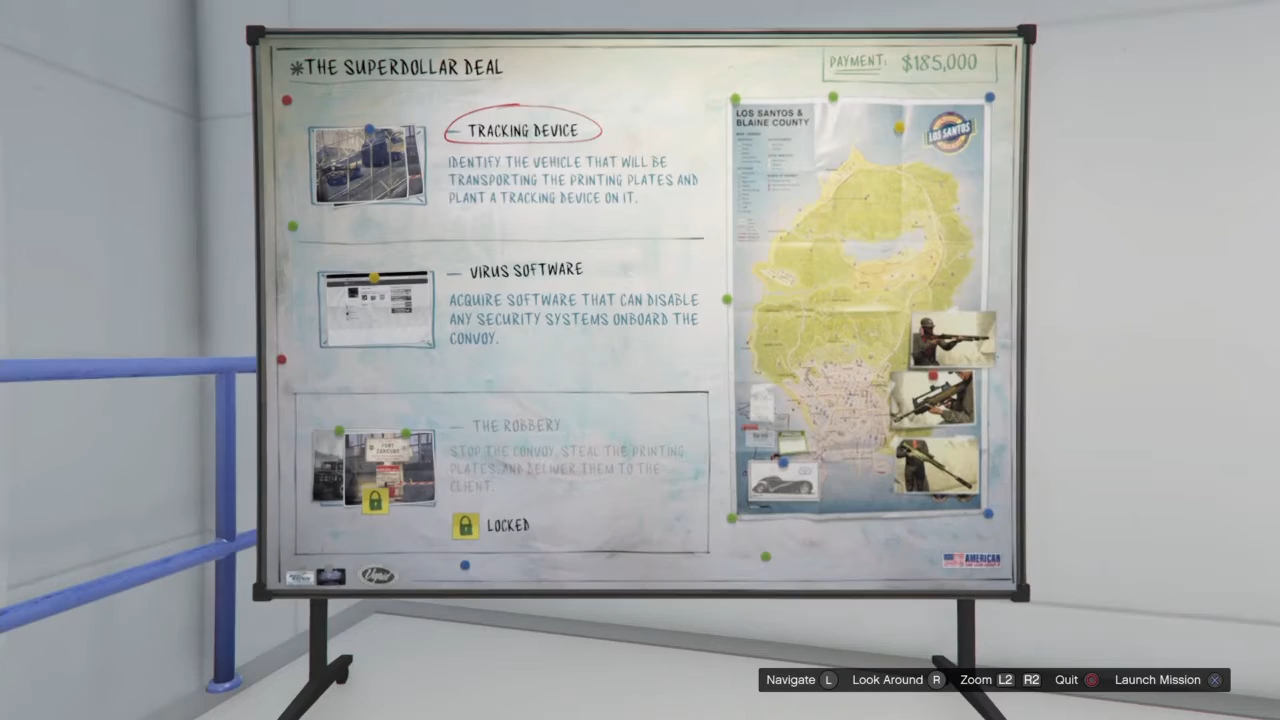 *THE SUPERDOLLAR DEAL
PAYMENT: $185,000
— TRACKING DEVICE
IDENTIFY THE VEHICLE THAT WILL BE
TRANSPORTING THE PRINTING PLATES AND
PLANT A TRACKING DEVICE ON IT.
— VIRUS SOFTWARE
ACQUIRE SOFTWARE THAT CAN DISABLE
ANY SECURITY SYSTEMS ONBOARD THE
CONVOY.
— THE ROBBERY
STOP THE CONVOY, STEAL THE PRINTING
PLATES AND DELIVER THEM TO THE
CLIENT.
LOCKED
FORT
ZANCUDO
LOS SANTOS &
BLAINE COUNTY
LOS SANTOS
Vapid
AMERICAN
Navigate L Look Around R Zoom L2 R2 Quit Launch Mission